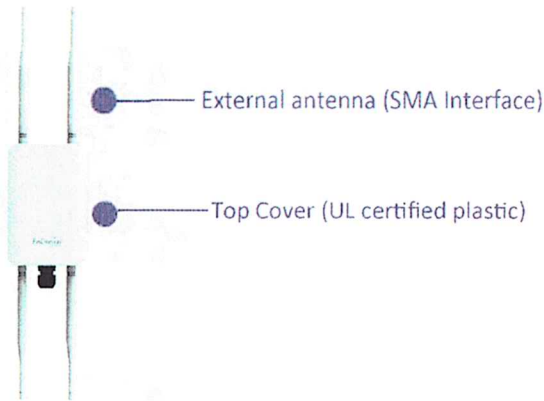 External antenna (SMA Interface)
Top Cover (UL certified plastic)